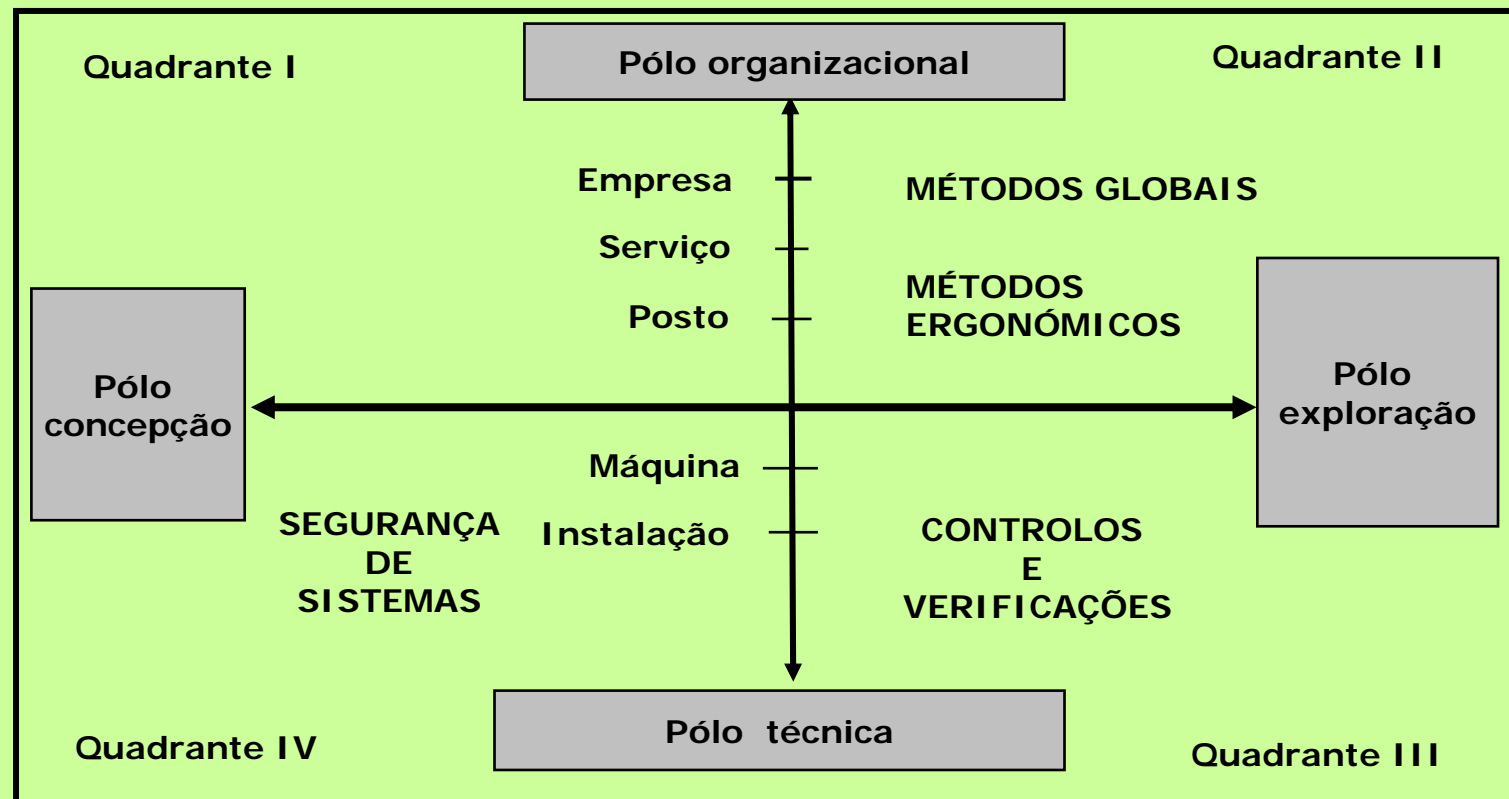 Quadrante I
Pólo organizacional
Quadrante II
Empresa
MÉTODOS GLOBAIS
Serviço
MÉTODOS
ERGONÓMICOS
Posto
Pólo
concepção
Pólo
exploração
Máquina
SEGURANÇA
DE
SISTEMAS
Instalação
CONTROLOS
E
VERIFICAÇÕES
Quadrante IV
Pólo técnica
Quadrante III